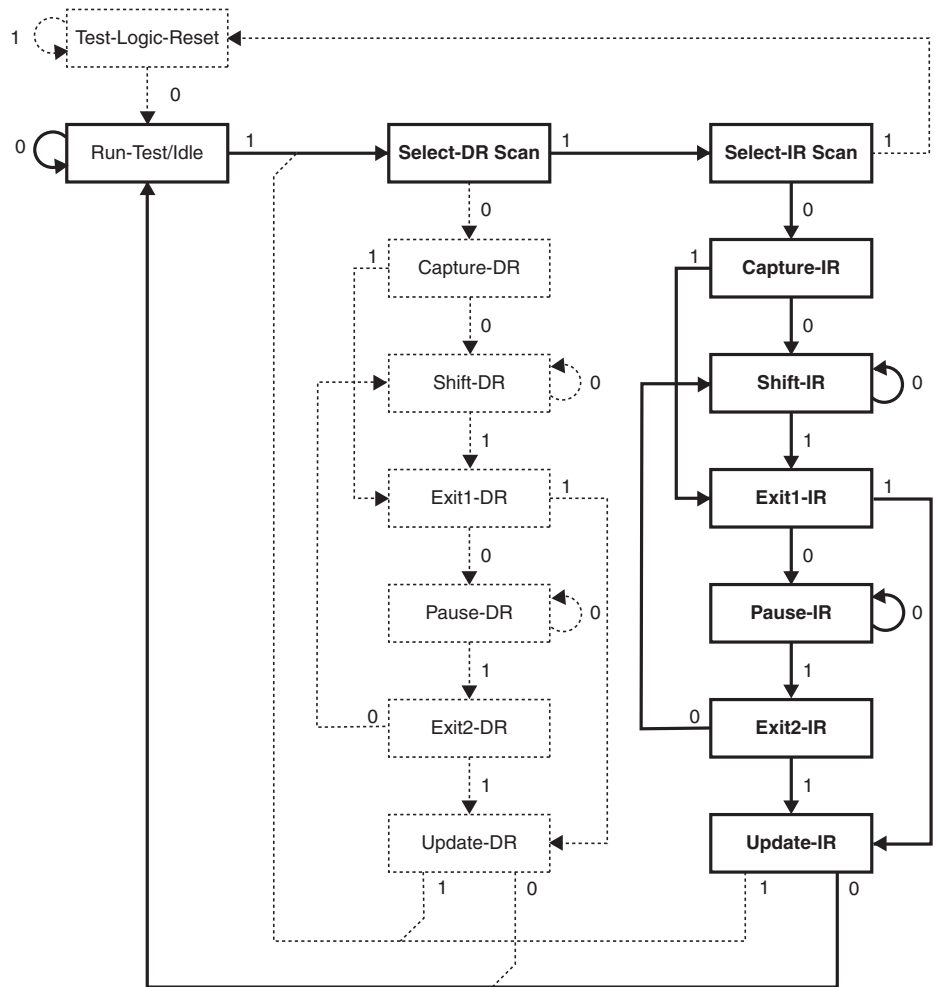 1
Test-Logic-Reset
0
0
Run-Test/Idle
1
Select-DR Scan
1
Select-IR Scan
1
0
0
1
Capture-DR
1
Capture-IR
0
0
Shift-DR
0
Shift-IR
0
1
1
Exit1-DR
1
Exit1-IR
1
0
0
Pause-DR
0
Pause-IR
0
1
1
0
Exit2-DR
0
Exit2-IR
1
1
Update-DR
Update-IR
1
0
1
0